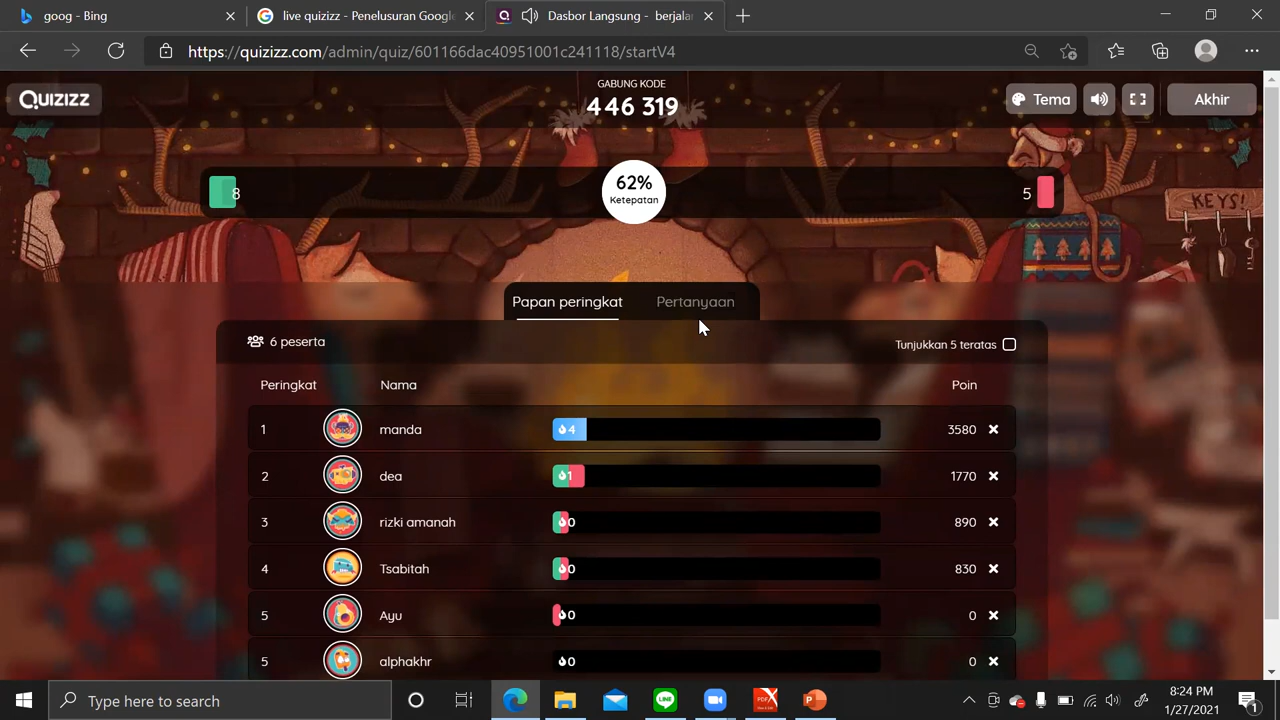 goog - Bing
live quizizz - Penelusuran Google
Dasbor Langsung - berjalan
https://quizizz.com/admin/quiz/601166dac40951001c241118/startV4
Quizizz
GABUNG KODE
446 319
Tema
Akhir
8
62%
Ketepatan
5
KEYS!
Papan peringkat
Pertanyaan
6 peserta
Tunjukkan 5 teratas
Peringkat
Nama
Poin
1 manda 4 3580
2 dea 1 1770
3 rizki amanah 0 890
4 Tsabitah 0 830
5 Ayu 0 0
5 alphakhr 0 0
Type here to search
8:24 PM
1/27/2021